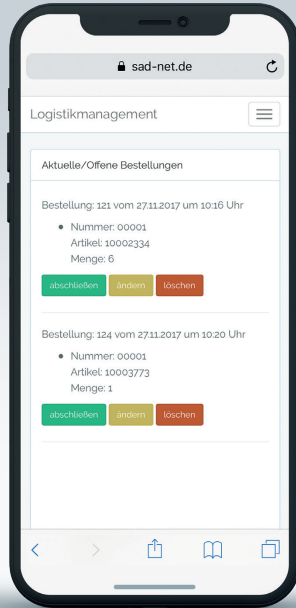 sad-net.de
Logistikmanagement
Aktuelle/Offene Bestellungen
Bestellung: 121 vom 27.11.2017 um 10:16 Uhr
Nummer: 00001
Artikel: 10002334
Menge: 6
abschließen ändern löschen
Bestellung: 124 vom 27.11.2017 um 10:20 Uhr
Nummer: 00001
Artikel: 10003773
Menge: 1
abschließen ändern löschen